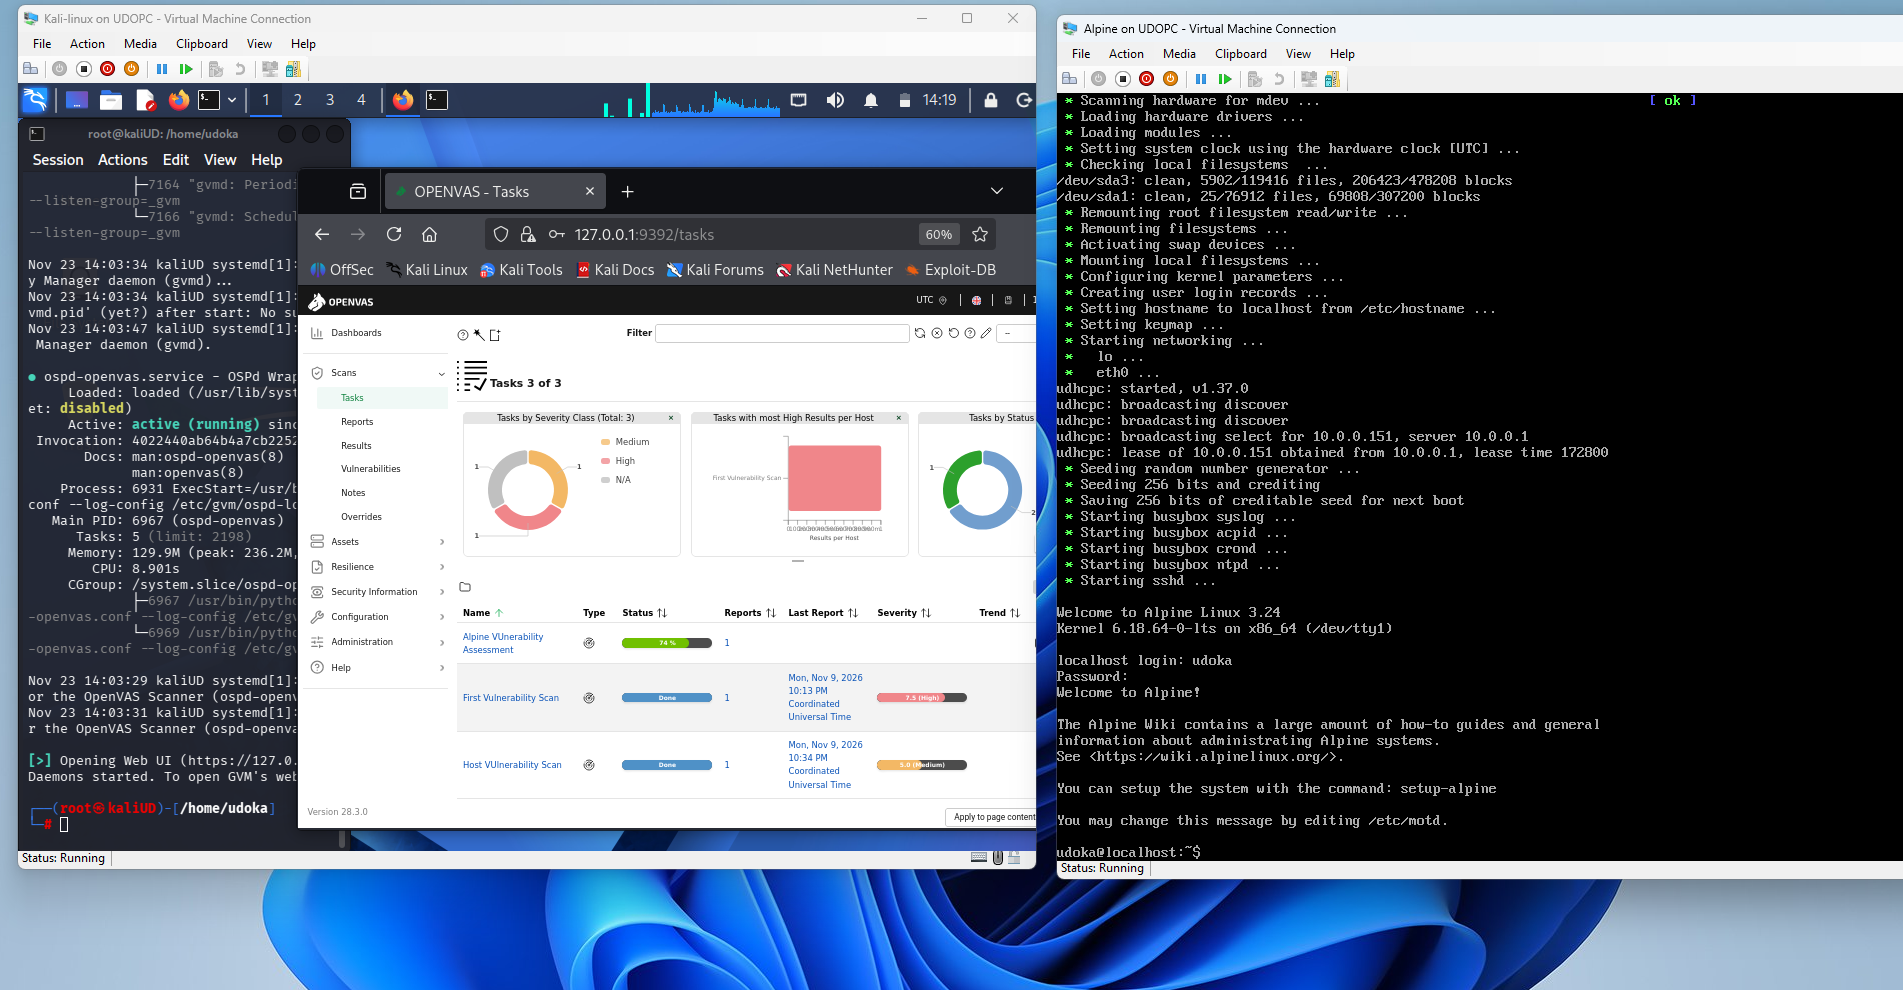 Kali-linux on UDOPC - Virtual Machine Connection
File Action Media Clipboard View Help
1 2 3 4 14:19
root@kaliUD: /home/udoka
Session Actions Edit View Help
├─7164 "gvmd: Periodi
--listen-group=_gvm
└─7166 "gvmd: Schedul
--listen-group=_gvm
Nov 23 14:03:34 kaliUD systemd[1]:
y Manager daemon (gvmd)...
Nov 23 14:03:34 kaliUD systemd[1]:
vmd.pid' (yet?) after start: No su
Nov 23 14:03:47 kaliUD systemd[1]:
Manager daemon (gvmd).
● ospd-openvas.service - OSPd Wrap
Loaded: loaded (/usr/lib/syst
et: disabled)
Active: active (running) sinc
Invocation: 4022440ab64b4a7cb2252
Docs: man:ospd-openvas(8)
man:openvas(8)
Process: 6931 ExecStart=/usr/b
conf --log-config /etc/gvm/ospd-lo
Main PID: 6967 (ospd-openvas)
Tasks: 5 (limit: 2198)
Memory: 129.9M (peak: 236.2M,
CPU: 8.901s
CGroup: /system.slice/ospd-op
├─6967 /usr/bin/pytho
-openvas.conf --log-config /etc/gv
└─6969 /usr/bin/pytho
-openvas.conf --log-config /etc/gv
Nov 23 14:03:29 kaliUD systemd[1]:
or the OpenVAS Scanner (ospd-openv
Nov 23 14:03:31 kaliUD systemd[1]:
r the OpenVAS Scanner (ospd-openva
[>] Opening Web UI (https://127.0.
Daemons started. To open GVM's web
┌──(root㉿kaliUD)-[/home/udoka]
└─#
OPENVAS - Tasks
127.0.0.1:9392/tasks 60%
OffSec Kali Linux Kali Tools Kali Docs Kali Forums Kali NetHunter Exploit-DB
OPENVAS UTC
Dashboards
Scans
Tasks
Reports
Results
Vulnerabilities
Notes
Overrides
Assets
Resilience
Security Information
Configuration
Administration
Help
Version 28.3.0
Filter --
Tasks 3 of 3
Tasks by Severity Class (Total: 3)
1 1 1
Medium
High
N/A
Tasks with most High Results per Host
First Vulnerability Scan
Results per Host
Tasks by Status
1 2
Name Type Status Reports Last Report Severity Trend
Alpine VUnerability Assessment 74 % 1
First Vulnerability Scan Done 1 Mon, Nov 9, 2026 10:13 PM Coordinated Universal Time 7.5 (High)
Host VUlnerability Scan Done 1 Mon, Nov 9, 2026 10:34 PM Coordinated Universal Time 5.0 (Medium)
Apply to page content
Status: Running
Alpine on UDOPC - Virtual Machine Connection
File Action Media Clipboard View Help
* Scanning hardware for mdev ... [ ok ]
* Loading hardware drivers ...
* Loading modules ...
* Setting system clock using the hardware clock [UTC] ...
* Checking local filesystems ...
/dev/sda3: clean, 5902/119416 files, 206423/478208 blocks
/dev/sda1: clean, 25/76912 files, 69808/307200 blocks
* Remounting root filesystem read/write ...
* Remounting filesystems ...
* Activating swap devices ...
* Mounting local filesystems ...
* Configuring kernel parameters ...
* Creating user login records ...
* Setting hostname to localhost from /etc/hostname ...
* Setting keymap ...
* Starting networking ...
* lo ...
* eth0 ...
udhcpc: started, v1.37.0
udhcpc: broadcasting discover
udhcpc: broadcasting discover
udhcpc: broadcasting select for 10.0.0.151, server 10.0.0.1
udhcpc: lease of 10.0.0.151 obtained from 10.0.0.1, lease time 172800
* Seeding random number generator ...
* Seeding 256 bits and crediting
* Saving 256 bits of creditable seed for next boot
* Starting busybox syslog ...
* Starting busybox acpid ...
* Starting busybox crond ...
* Starting busybox ntpd ...
* Starting sshd ...
Welcome to Alpine Linux 3.24
Kernel 6.18.64-0-lts on x86_64 (/dev/tty1)
localhost login: udoka
Password:
Welcome to Alpine!
The Alpine Wiki contains a large amount of how-to guides and general
information about administrating Alpine systems.
See <https://wiki.alpinelinux.org/>.
You can setup the system with the command: setup-alpine
You may change this message by editing /etc/motd.
udoka@localhost:~$
Status: Running